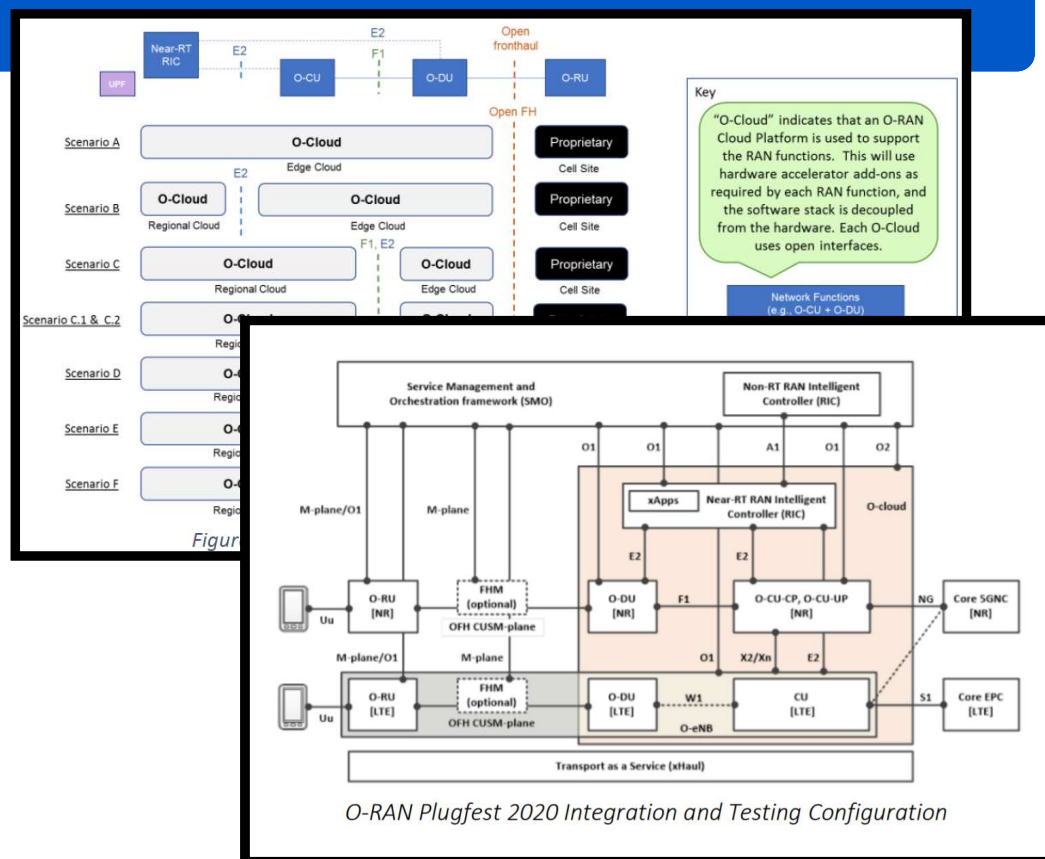 E2
Open
fronthaul
Near-RT
RIC
E2
F1
UPF
O-CU
O-DU
O-RU
Open FH
Scenario A
O-Cloud
Edge Cloud
Proprietary
Cell Site
E2
Scenario B
O-Cloud
Regional Cloud
O-Cloud
Edge Cloud
Proprietary
Cell Site
F1, E2
Scenario C
O-Cloud
Regional Cloud
O-Cloud
Edge Cloud
Proprietary
Cell Site
Scenario C.1 & C.2
Scenario D
Scenario E
Scenario F
Key
"O-Cloud" indicates that an O-RAN
Cloud Platform is used to support
the RAN functions. This will use
hardware accelerator add-ons as
required by each RAN function, and
the software stack is decoupled
from the hardware. Each O-Cloud
uses open interfaces.
Network Functions
(e.g., O-CU + O-DU)
Service Management and
Orchestration framework (SMO)
Non-RT RAN Intelligent
Controller (RIC)
O1
O1
A1
O1
O2
M-plane/O1
M-plane
xApps
Near-RT RAN Intelligent
Controller (RIC)
O-cloud
E2
E2
Uu
O-RU
[NR]
FHM
(optional)
OFH CUSM-plane
O-DU
[NR]
F1
O-CU-CP, O-CU-UP
[NR]
NG
Core 5GNC
[NR]
M-plane/O1
M-plane
O1
X2/Xn
E2
Uu
O-RU
[LTE]
FHM
(optional)
OFH CUSM-plane
O-DU
[LTE]
W1
O-eNB
CU
[LTE]
S1
Core EPC
[LTE]
Transport as a Service (xHaul)
O-RAN Plugfest 2020 Integration and Testing Configuration